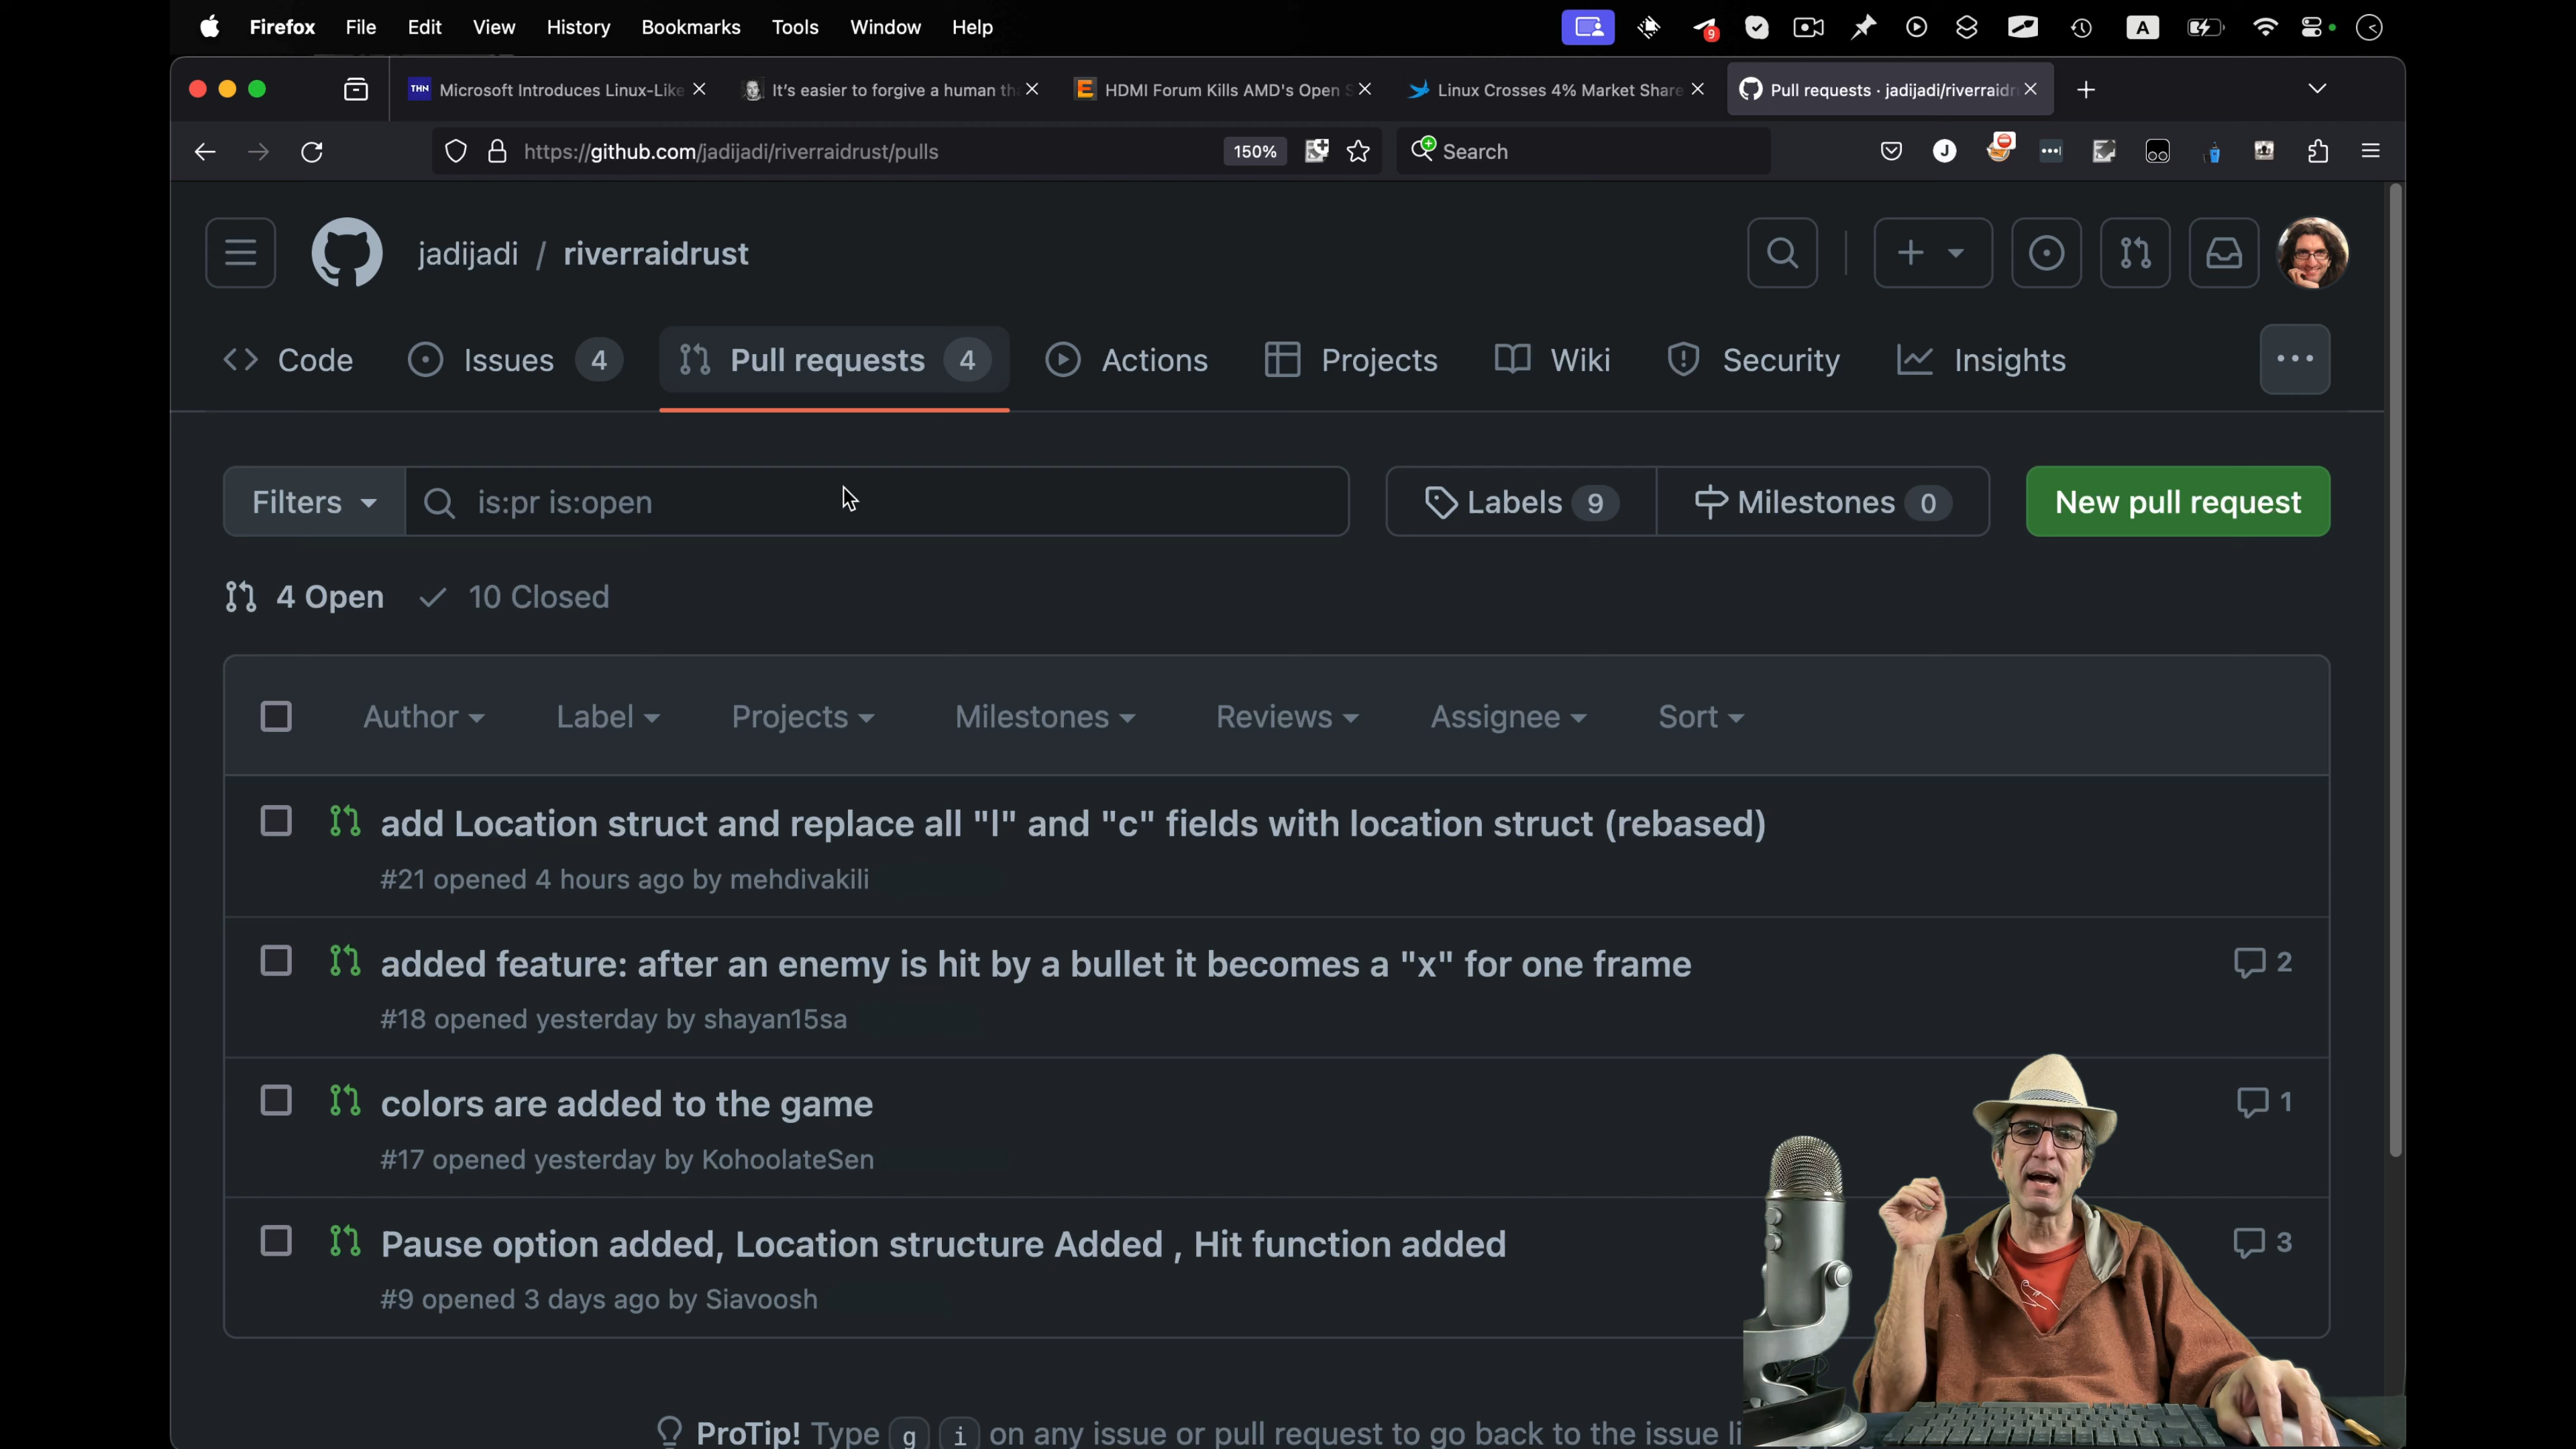 Firefox File Edit View History Bookmarks Tools Window Help
9 A
THN Microsoft Introduces Linux-Like It's easier to forgive a human th E HDMI Forum Kills AMD's Open S Linux Crosses 4% Market Share Pull requests · jadijadi/riverraidr
https://github.com/jadijadi/riverraidrust/pulls 150% Search J
jadijadi / riverraidrust
Code Issues 4 Pull requests 4 Actions Projects Wiki Security Insights
Filters is:pr is:open Labels 9 Milestones 0 New pull request
4 Open 10 Closed
Author Label Projects Milestones Reviews Assignee Sort
add Location struct and replace all "l" and "c" fields with location struct (rebased)
#21 opened 4 hours ago by mehdivakili
added feature: after an enemy is hit by a bullet it becomes a "x" for one frame 2
#18 opened yesterday by shayan15sa
colors are added to the game 1
#17 opened yesterday by KohoolateSen
Pause option added, Location structure Added , Hit function added 3
#9 opened 3 days ago by Siavoosh
ProTip! Type g i on any issue or pull request to go back to the issue li